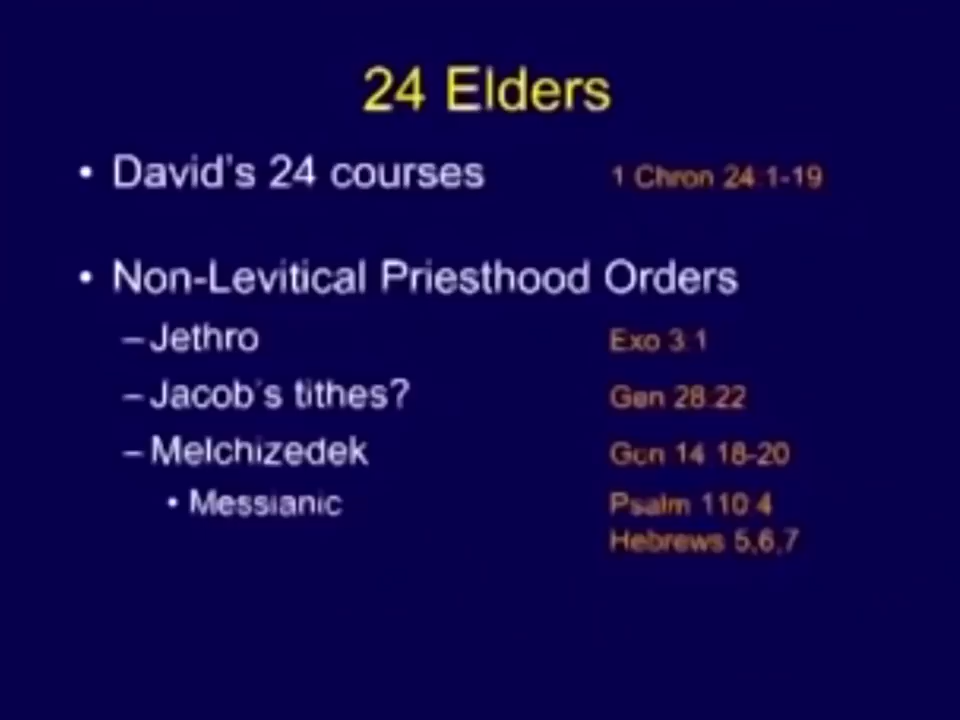 24 Elders
• David's 24 courses 1 Chron 24:1-19
• Non-Levitical Priesthood Orders
– Jethro Exo 3:1
– Jacob's tithes? Gen 28:22
– Melchizedek Gen 14:18-20
• Messianic Psalm 110:4
Hebrews 5,6,7